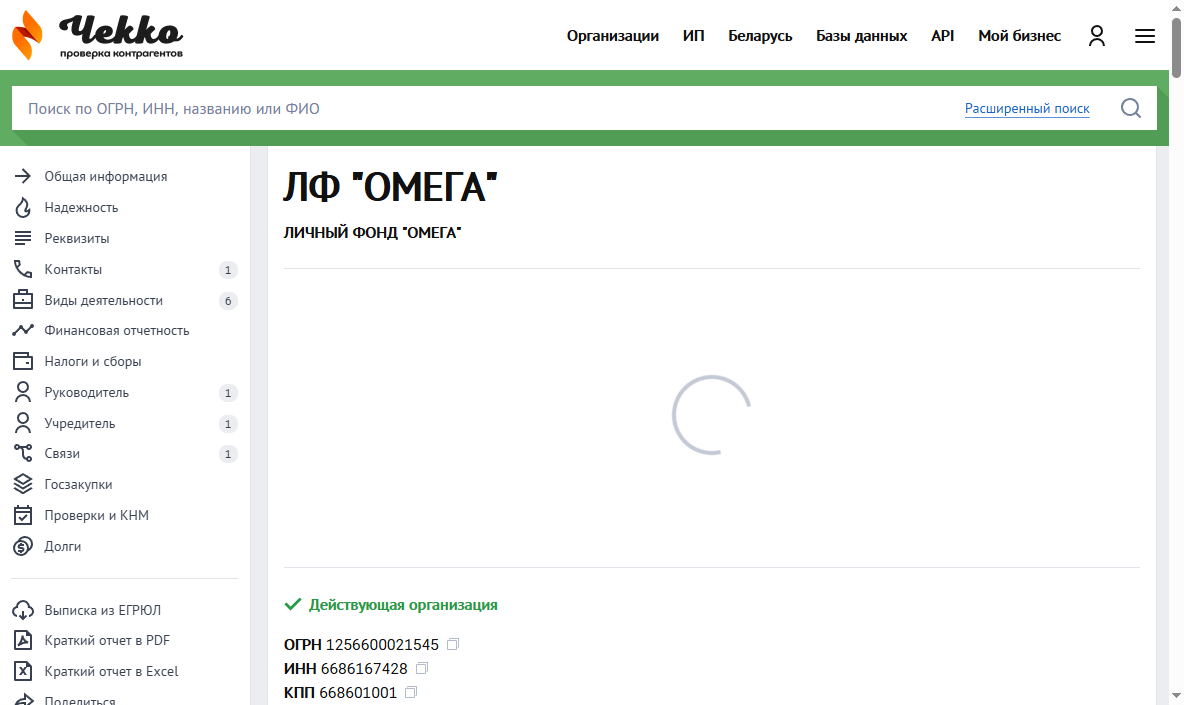 Чекко
проверка контрагентов
Организации
ИП
Беларусь
Базы данных
API
Мой бизнес
Поиск по ОГРН, ИНН, названию или ФИО
Расширенный поиск
Общая информация
Надежность
Реквизиты
Контакты 1
Виды деятельности 6
Финансовая отчетность
Налоги и сборы
Руководитель 1
Учредитель 1
Связи 1
Госзакупки
Проверки и КНМ
Долги
Выписка из ЕГРЮЛ
Краткий отчет в PDF
Краткий отчет в Excel
Поделиться
ЛФ "ОМЕГА"
ЛИЧНЫЙ ФОНД "ОМЕГА"
Действующая организация
ОГРН 1256600021545
ИНН 6686167428
КПП 668601001